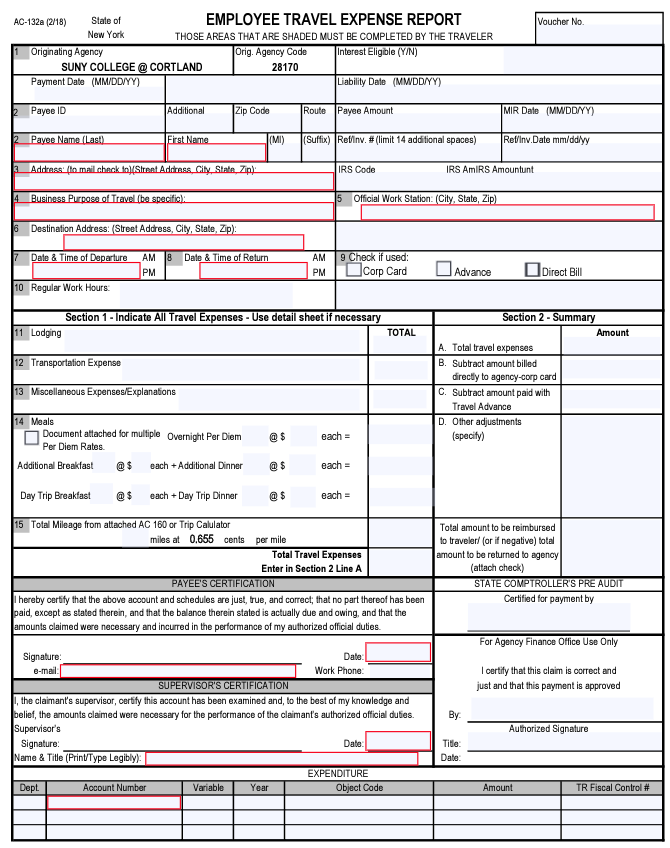 AC-132a (2/18)
State of
New York
EMPLOYEE TRAVEL EXPENSE REPORT
THOSE AREAS THAT ARE SHADED MUST BE COMPLETED BY THE TRAVELER
Voucher No.
1 Originating Agency
SUNY COLLEGE @ CORTLAND
Orig. Agency Code
28170
Interest Eligible (Y/N)
Payment Date (MM/DD/YY)
Liability Date (MM/DD/YY)
2 Payee ID Additional Zip Code Route Payee Amount MIR Date (MM/DD/YY)
2 Payee Name (Last) First Name (MI) (Suffix) Ref/Inv. # (limit 14 additional spaces) Ref/Inv.Date mm/dd/yy
3 Address: (to mail check to)(Street Address, City, State, Zip): IRS Code IRS AmIRS Amountunt
4 Business Purpose of Travel (be specific): 5 Official Work Station: (City, State, Zip)
6 Destination Address: (Street Address, City, State, Zip):
7 Date & Time of Departure AM PM 8 Date & Time of Return AM PM 9 Check if used:
Corp Card Advance Direct Bill
10 Regular Work Hours:
Section 1 - Indicate All Travel Expenses - Use detail sheet if necessary Section 2 - Summary
11 Lodging TOTAL Amount
A. Total travel expenses
12 Transportation Expense
B. Subtract amount billed
directly to agency-corp card
13 Miscellaneous Expenses/Explanations
C. Subtract amount paid with
Travel Advance
14 Meals
D. Other adjustments
(specify)
Document attached for multiple
Per Diem Rates.
Overnight Per Diem @ $ each =
Additional Breakfast @ $ each + Additional Dinner @ $ each =
Day Trip Breakfast @ $ each + Day Trip Dinner @ $ each =
15 Total Mileage from attached AC 160 or Trip Calulator
miles at 0.655 cents per mile
Total Travel Expenses
Enter in Section 2 Line A
Total amount to be reimbursed
to traveler/ (or if negative) total
amount to be returned to agency
(attach check)
PAYEE'S CERTIFICATION
I hereby certify that the above account and schedules are just, true, and correct; that no part thereof has been
paid, except as stated therein, and that the balance therein stated is actually due and owing, and that the
amounts claimed were necessary and incurred in the performance of my authorized official duties.
Signature: Date:
e-mail: Work Phone:
STATE COMPTROLLER'S PRE AUDIT
Certified for payment by
For Agency Finance Office Use Only
I certify that this claim is correct and
just and that this payment is approved
By:
Authorized Signature
Title:
Date:
SUPERVISOR'S CERTIFICATION
I, the claimant's supervisor, certify this account has been examined and, to the best of my knowledge and
belief, the amounts claimed were necessary for the performance of the claimant's authorized official duties.
Supervisor's
Signature: Date:
Name & Title (Print/Type Legibly):
EXPENDITURE
Dept. Account Number Variable Year Object Code Amount TR Fiscal Control #